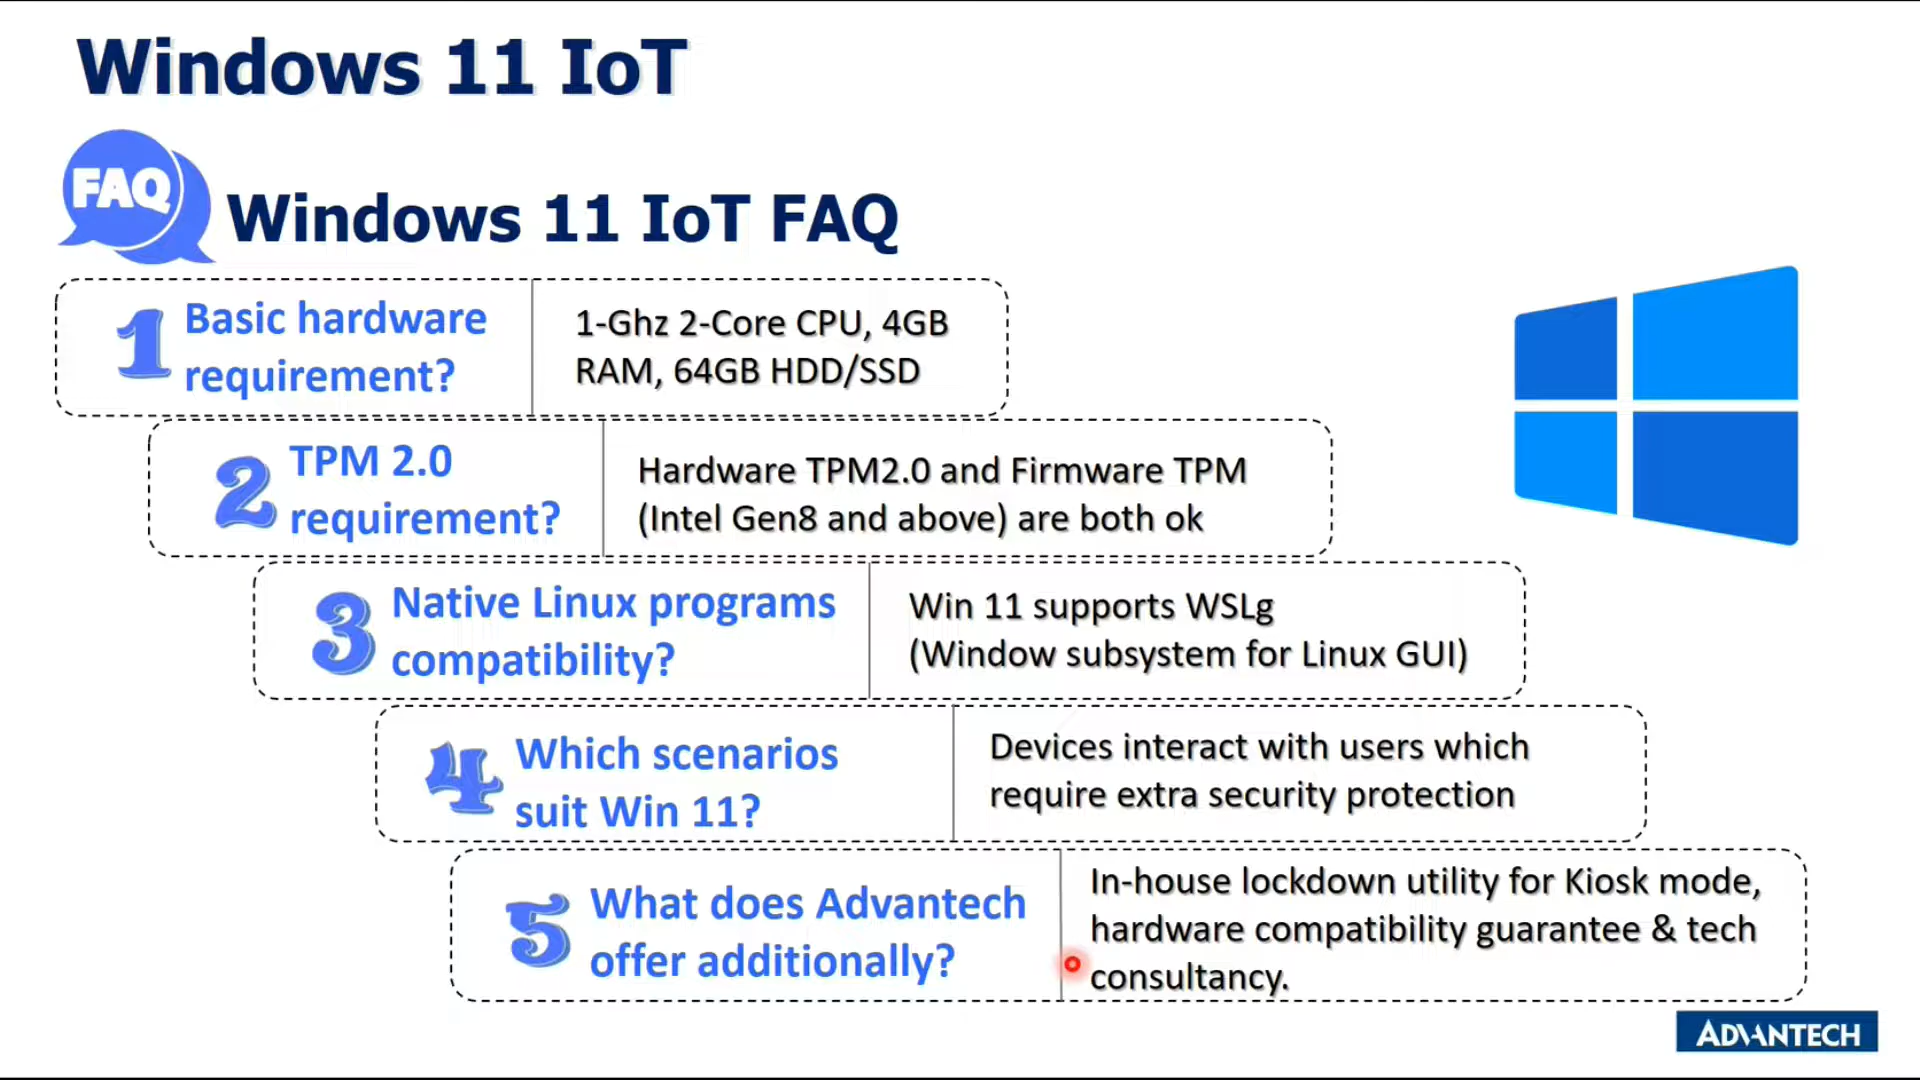 Windows 11 IoT
FAQ
Windows 11 IoT FAQ
1
Basic hardware
requirement?
1-Ghz 2-Core CPU, 4GB
RAM, 64GB HDD/SSD
2
TPM 2.0
requirement?
Hardware TPM2.0 and Firmware TPM
(Intel Gen8 and above) are both ok
3
Native Linux programs
compatibility?
Win 11 supports WSLg
(Window subsystem for Linux GUI)
4
Which scenarios
suit Win 11?
Devices interact with users which
require extra security protection
5
What does Advantech
offer additionally?
In-house lockdown utility for Kiosk mode,
hardware compatibility guarantee & tech
consultancy.
ADVANTECH